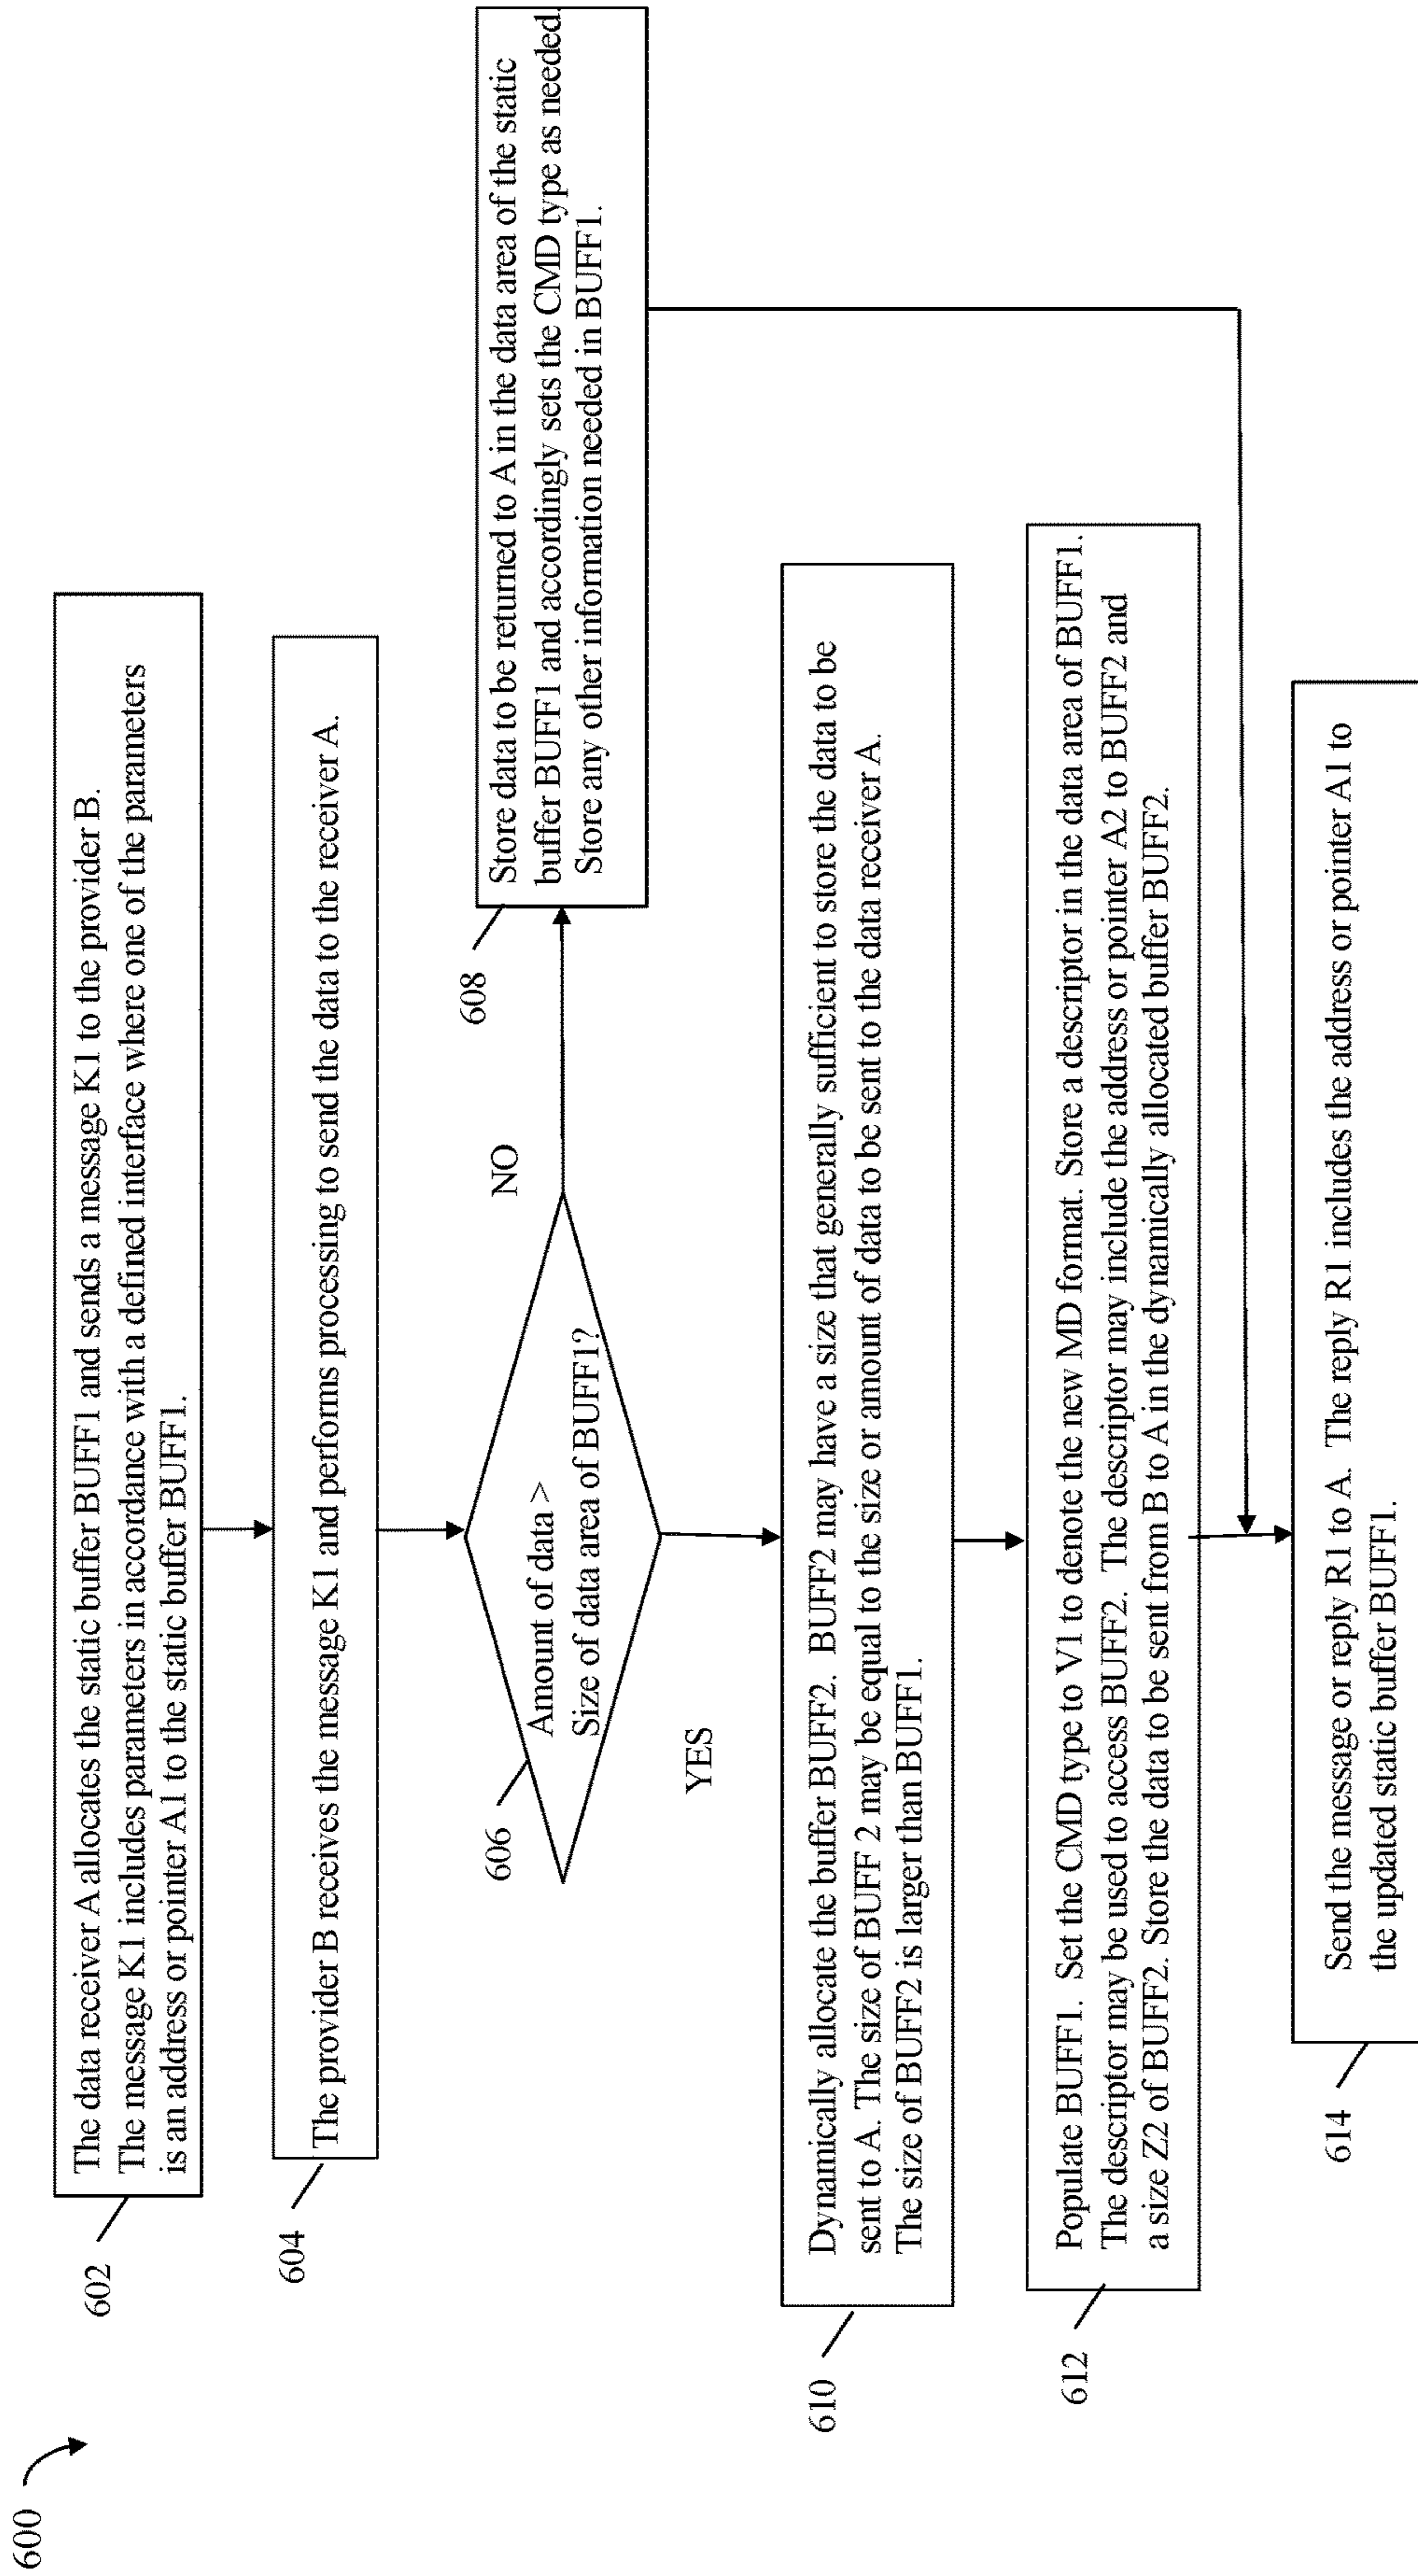 600
602
The data receiver A allocates the static buffer BUFF1 and sends a message K1 to the provider B.
The message K1 includes parameters in accordance with a defined interface where one of the parameters
is an address or pointer A1 to the static buffer BUFF1.
604
The provider B receives the message K1 and performs processing to send the data to the receiver A.
606
Amount of data >
Size of data area of BUFF1?
NO
608
Store data to be returned to A in the data area of the static
buffer BUFF1 and accordingly sets the CMD type as needed.
Store any other information needed in BUFF1.
YES
610
Dynamically allocate the buffer BUFF2. BUFF2 may have a size that generally sufficient to store the data to be
sent to A. The size of BUFF 2 may be equal to the size or amount of data to be sent to the data receiver A.
The size of BUFF2 is larger than BUFF1.
612
Populate BUFF1. Set the CMD type to V1 to denote the new MD format. Store a descriptor in the data area of BUFF1.
The descriptor may be used to access BUFF2. The descriptor may include the address or pointer A2 to BUFF2 and
a size Z2 of BUFF2. Store the data to be sent from B to A in the dynamically allocated buffer BUFF2.
614
Send the message or reply R1 to A. The reply R1 includes the address or pointer A1 to
the updated static buffer BUFF1.